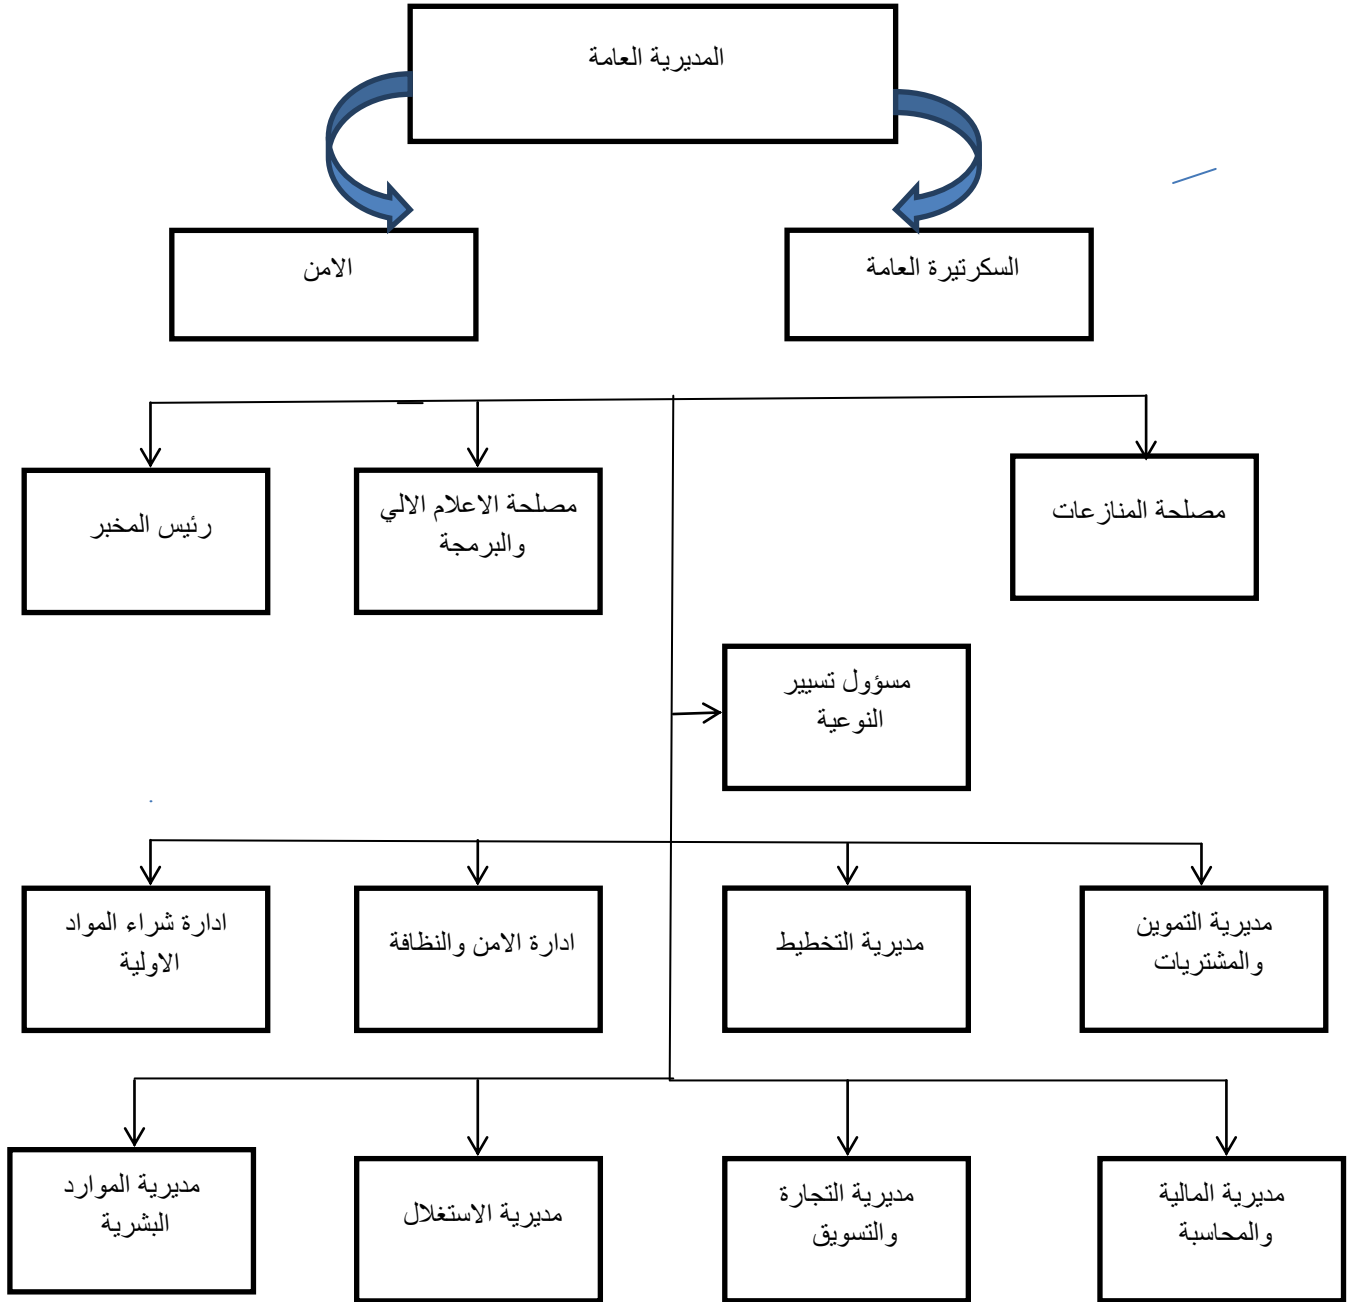 المديرية العامة
السكرتيرة العامة
الامن
مصلحة المنازعات
مصلحة الاعلام الالي
والبرمجة
رئيس المخبر
مسؤول تسيير
النوعية
مديرية التموين
والمشتريات
مديرية التخطيط
ادارة الامن والنظافة
ادارة شراء المواد
الاولية
مديرية المالية
والمحاسبة
مديرية التجارة
والتسويق
مديرية الاستغلال
مديرية الموارد
البشرية